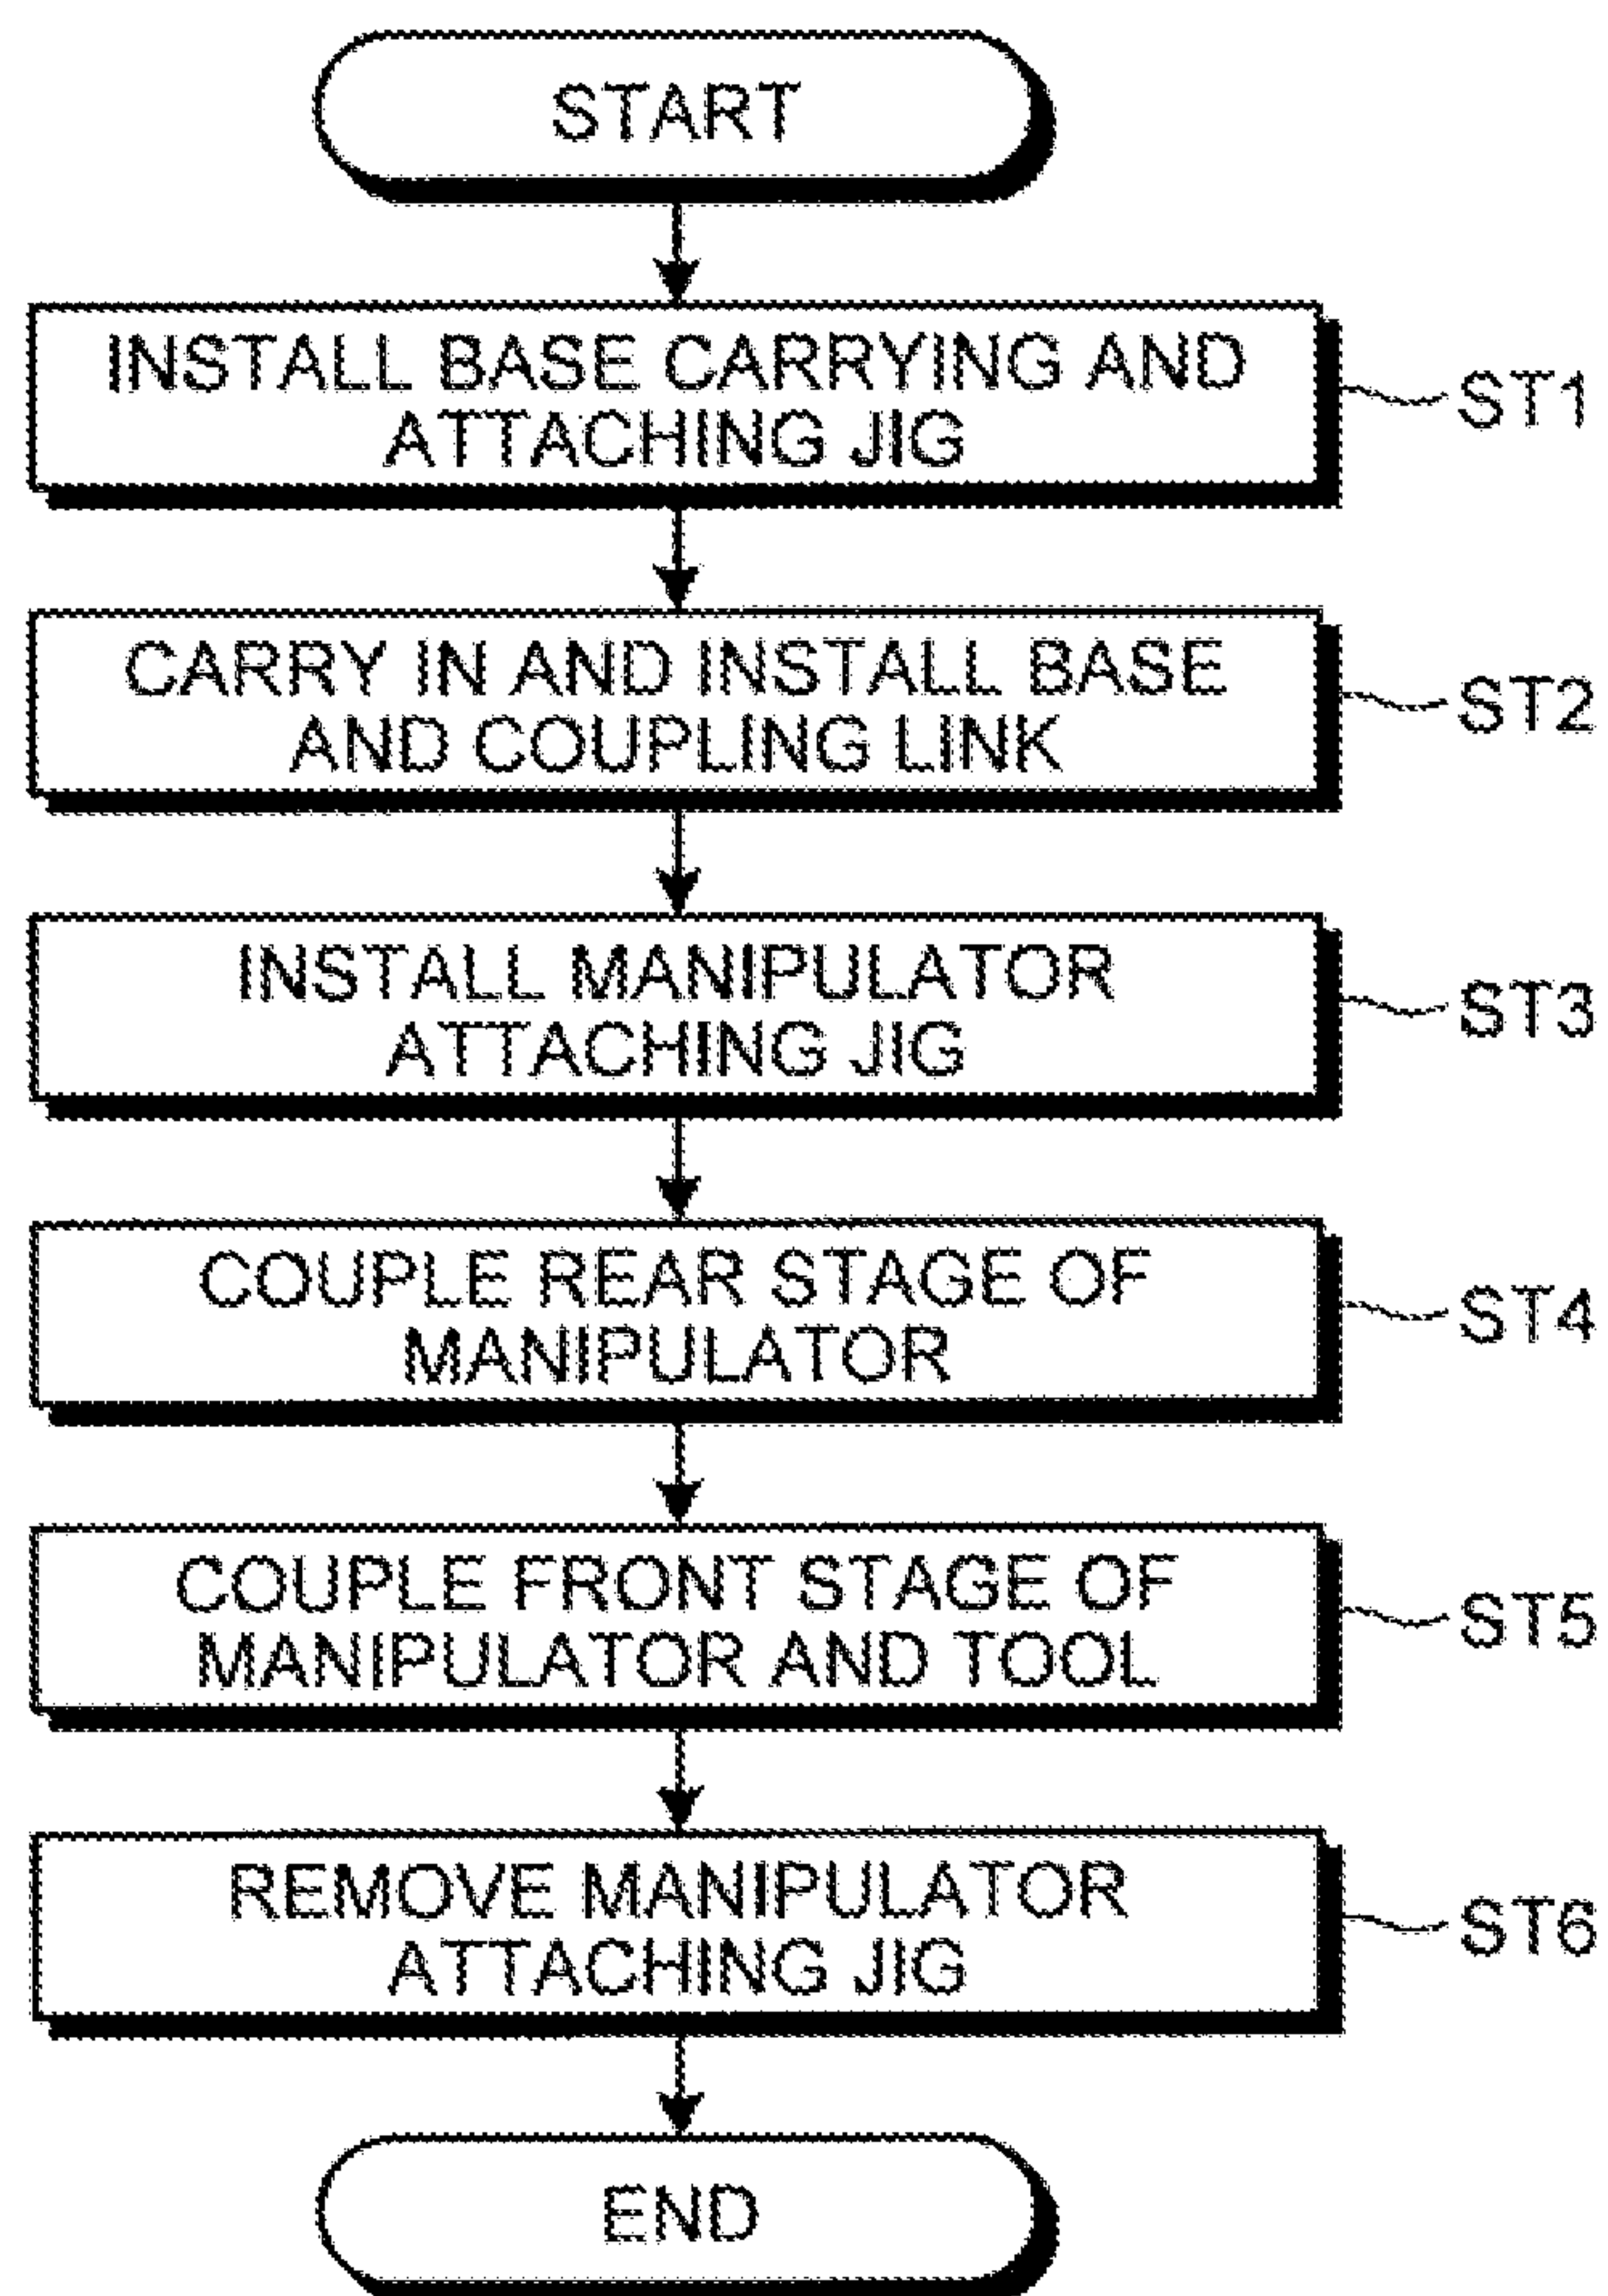 START
INSTALL BASE CARRYING AND
ATTACHING JIG
ST1
CARRY IN AND INSTALL BASE
AND COUPLING LINK
ST2
INSTALL MANIPULATOR
ATTACHING JIG
ST3
COUPLE REAR STAGE OF
MANIPULATOR
ST4
COUPLE FRONT STAGE OF
MANIPULATOR AND TOOL
ST5
REMOVE MANIPULATOR
ATTACHING JIG
ST6
END